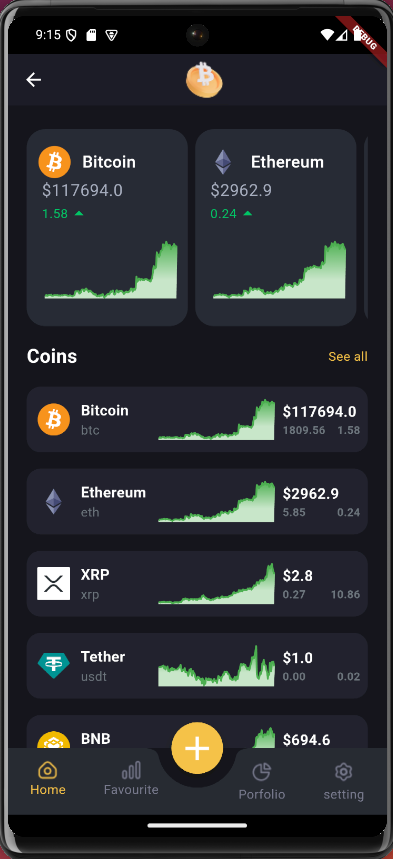 9:15
DEBUG
Bitcoin
$117694.0
1.58
Ethereum
$2962.9
0.24
Coins
See all
Bitcoin
btc
$117694.0
1809.56 1.58
Ethereum
eth
$2962.9
5.85 0.24
XRP
xrp
$2.8
0.27 10.86
Tether
usdt
$1.0
0.00 0.02
BNB
$694.6
Home
Favourite
Porfolio
setting